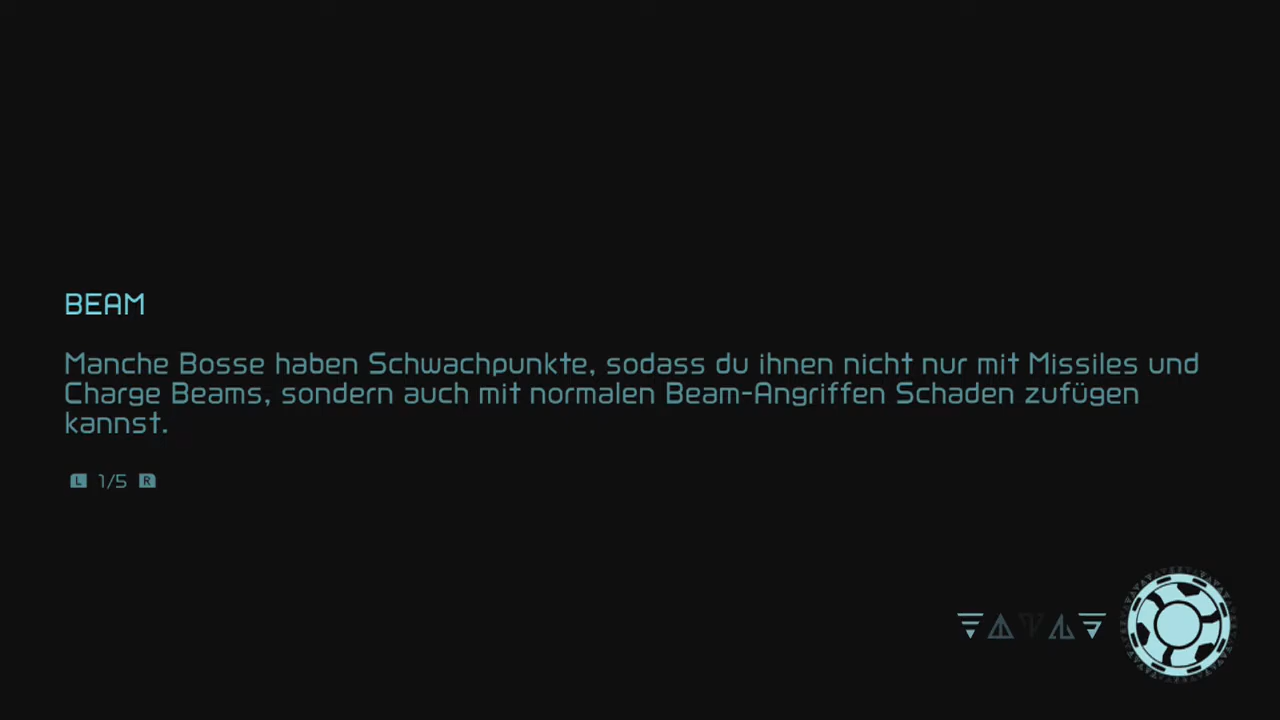 BEAM
Manche Bosse haben Schwachpunkte, sodass du ihnen nicht nur mit Missiles und
Charge Beams, sondern auch mit normalen Beam-Angriffen Schaden zufügen
kannst.
L 1/5 R